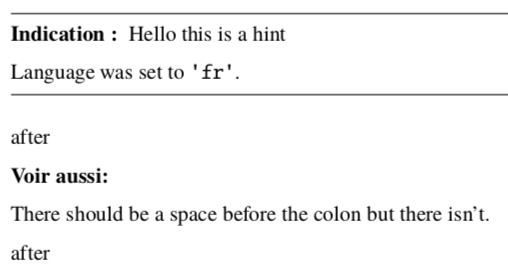 Indication : Hello this is a hint
Language was set to 'fr'.
after
Voir aussi:
There should be a space before the colon but there isn't.
after